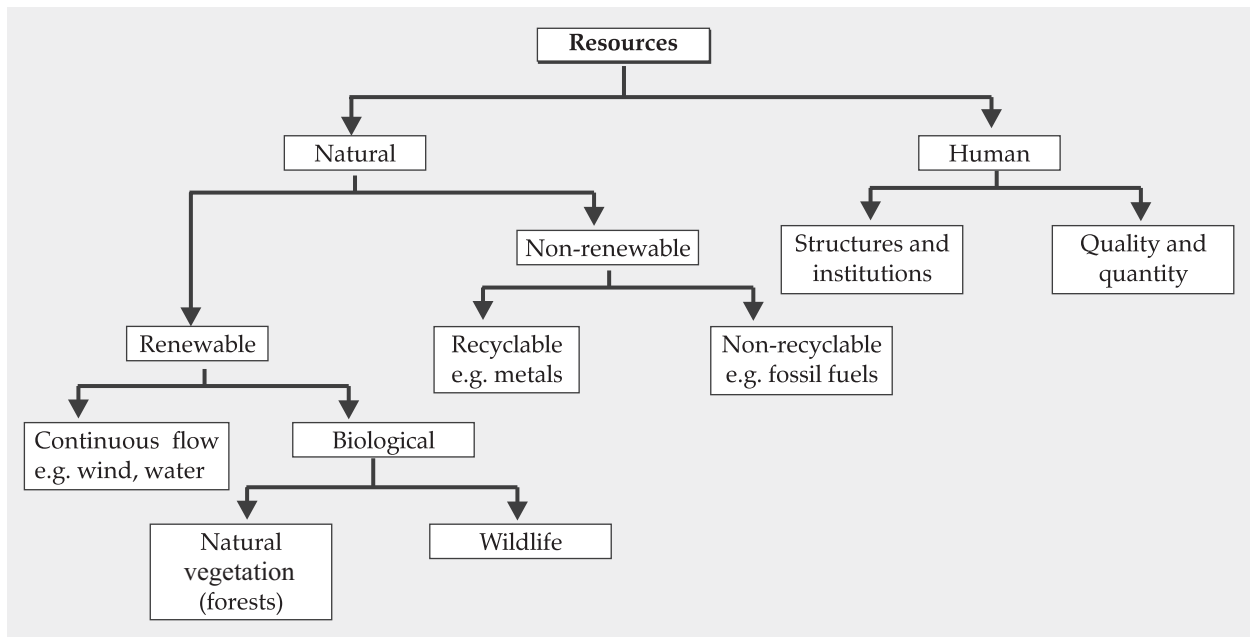 Resources
Natural
Human
Structures and
institutions
Quality and
quantity
Non-renewable
Renewable
Recyclable
e.g. metals
Non-recyclable
e.g. fossil fuels
Continuous flow
e.g. wind, water
Biological
Natural
vegetation
(forests)
Wildlife